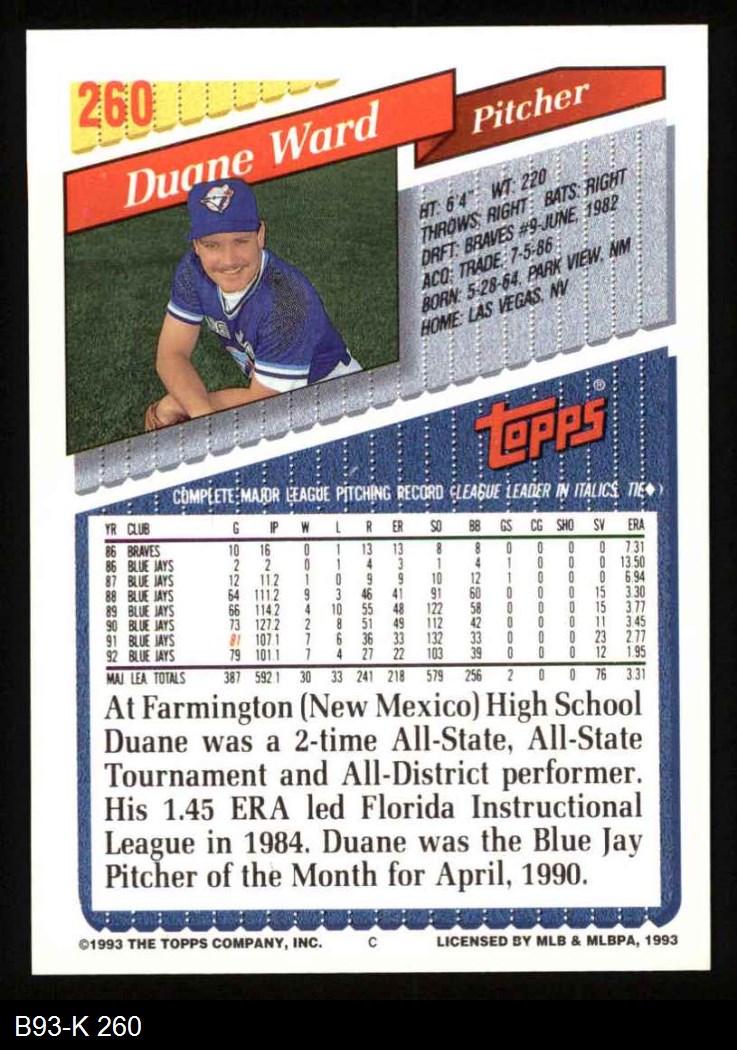 260
Duane Ward
Pitcher
HT: 6'4" WT: 220
THROWS: RIGHT BATS: RIGHT
DRFT: BRAVES #9-JUNE, 1982
ACQ: TRADE, 7-5-86
BORN: 5-28-64, PARK VIEW, NM
HOME: LAS VEGAS, NV
topps®
COMPLETE MAJOR LEAGUE PITCHING RECORD (LEAGUE LEADER IN ITALICS, TIE◆)
YR CLUB G IP W L R ER SO BB GS CG SHO SV ERA
86 BRAVES 10 16 0 1 13 13 8 8 0 0 0 0 7.31
86 BLUE JAYS 2 2 0 1 4 3 1 4 1 0 0 0 13.50
87 BLUE JAYS 12 11.2 1 0 9 9 10 12 1 0 0 0 6.94
88 BLUE JAYS 64 111.2 9 3 46 41 91 60 0 0 0 15 3.30
89 BLUE JAYS 66 114.2 4 10 55 48 122 58 0 0 0 15 3.77
90 BLUE JAYS 73 127.2 2 8 51 49 112 42 0 0 0 11 3.45
91 BLUE JAYS 81 107.1 7 6 36 33 132 33 0 0 0 23 2.77
92 BLUE JAYS 79 101.1 7 4 27 22 103 39 0 0 0 12 1.95
MAJ. LEA. TOTALS 387 592.1 30 33 241 218 579 256 2 0 0 76 3.31
At Farmington (New Mexico) High School
Duane was a 2-time All-State, All-State
Tournament and All-District performer.
His 1.45 ERA led Florida Instructional
League in 1984. Duane was the Blue Jay
Pitcher of the Month for April, 1990.
©1993 THE TOPPS COMPANY, INC. C LICENSED BY MLB & MLBPA, 1993
B93-K 260